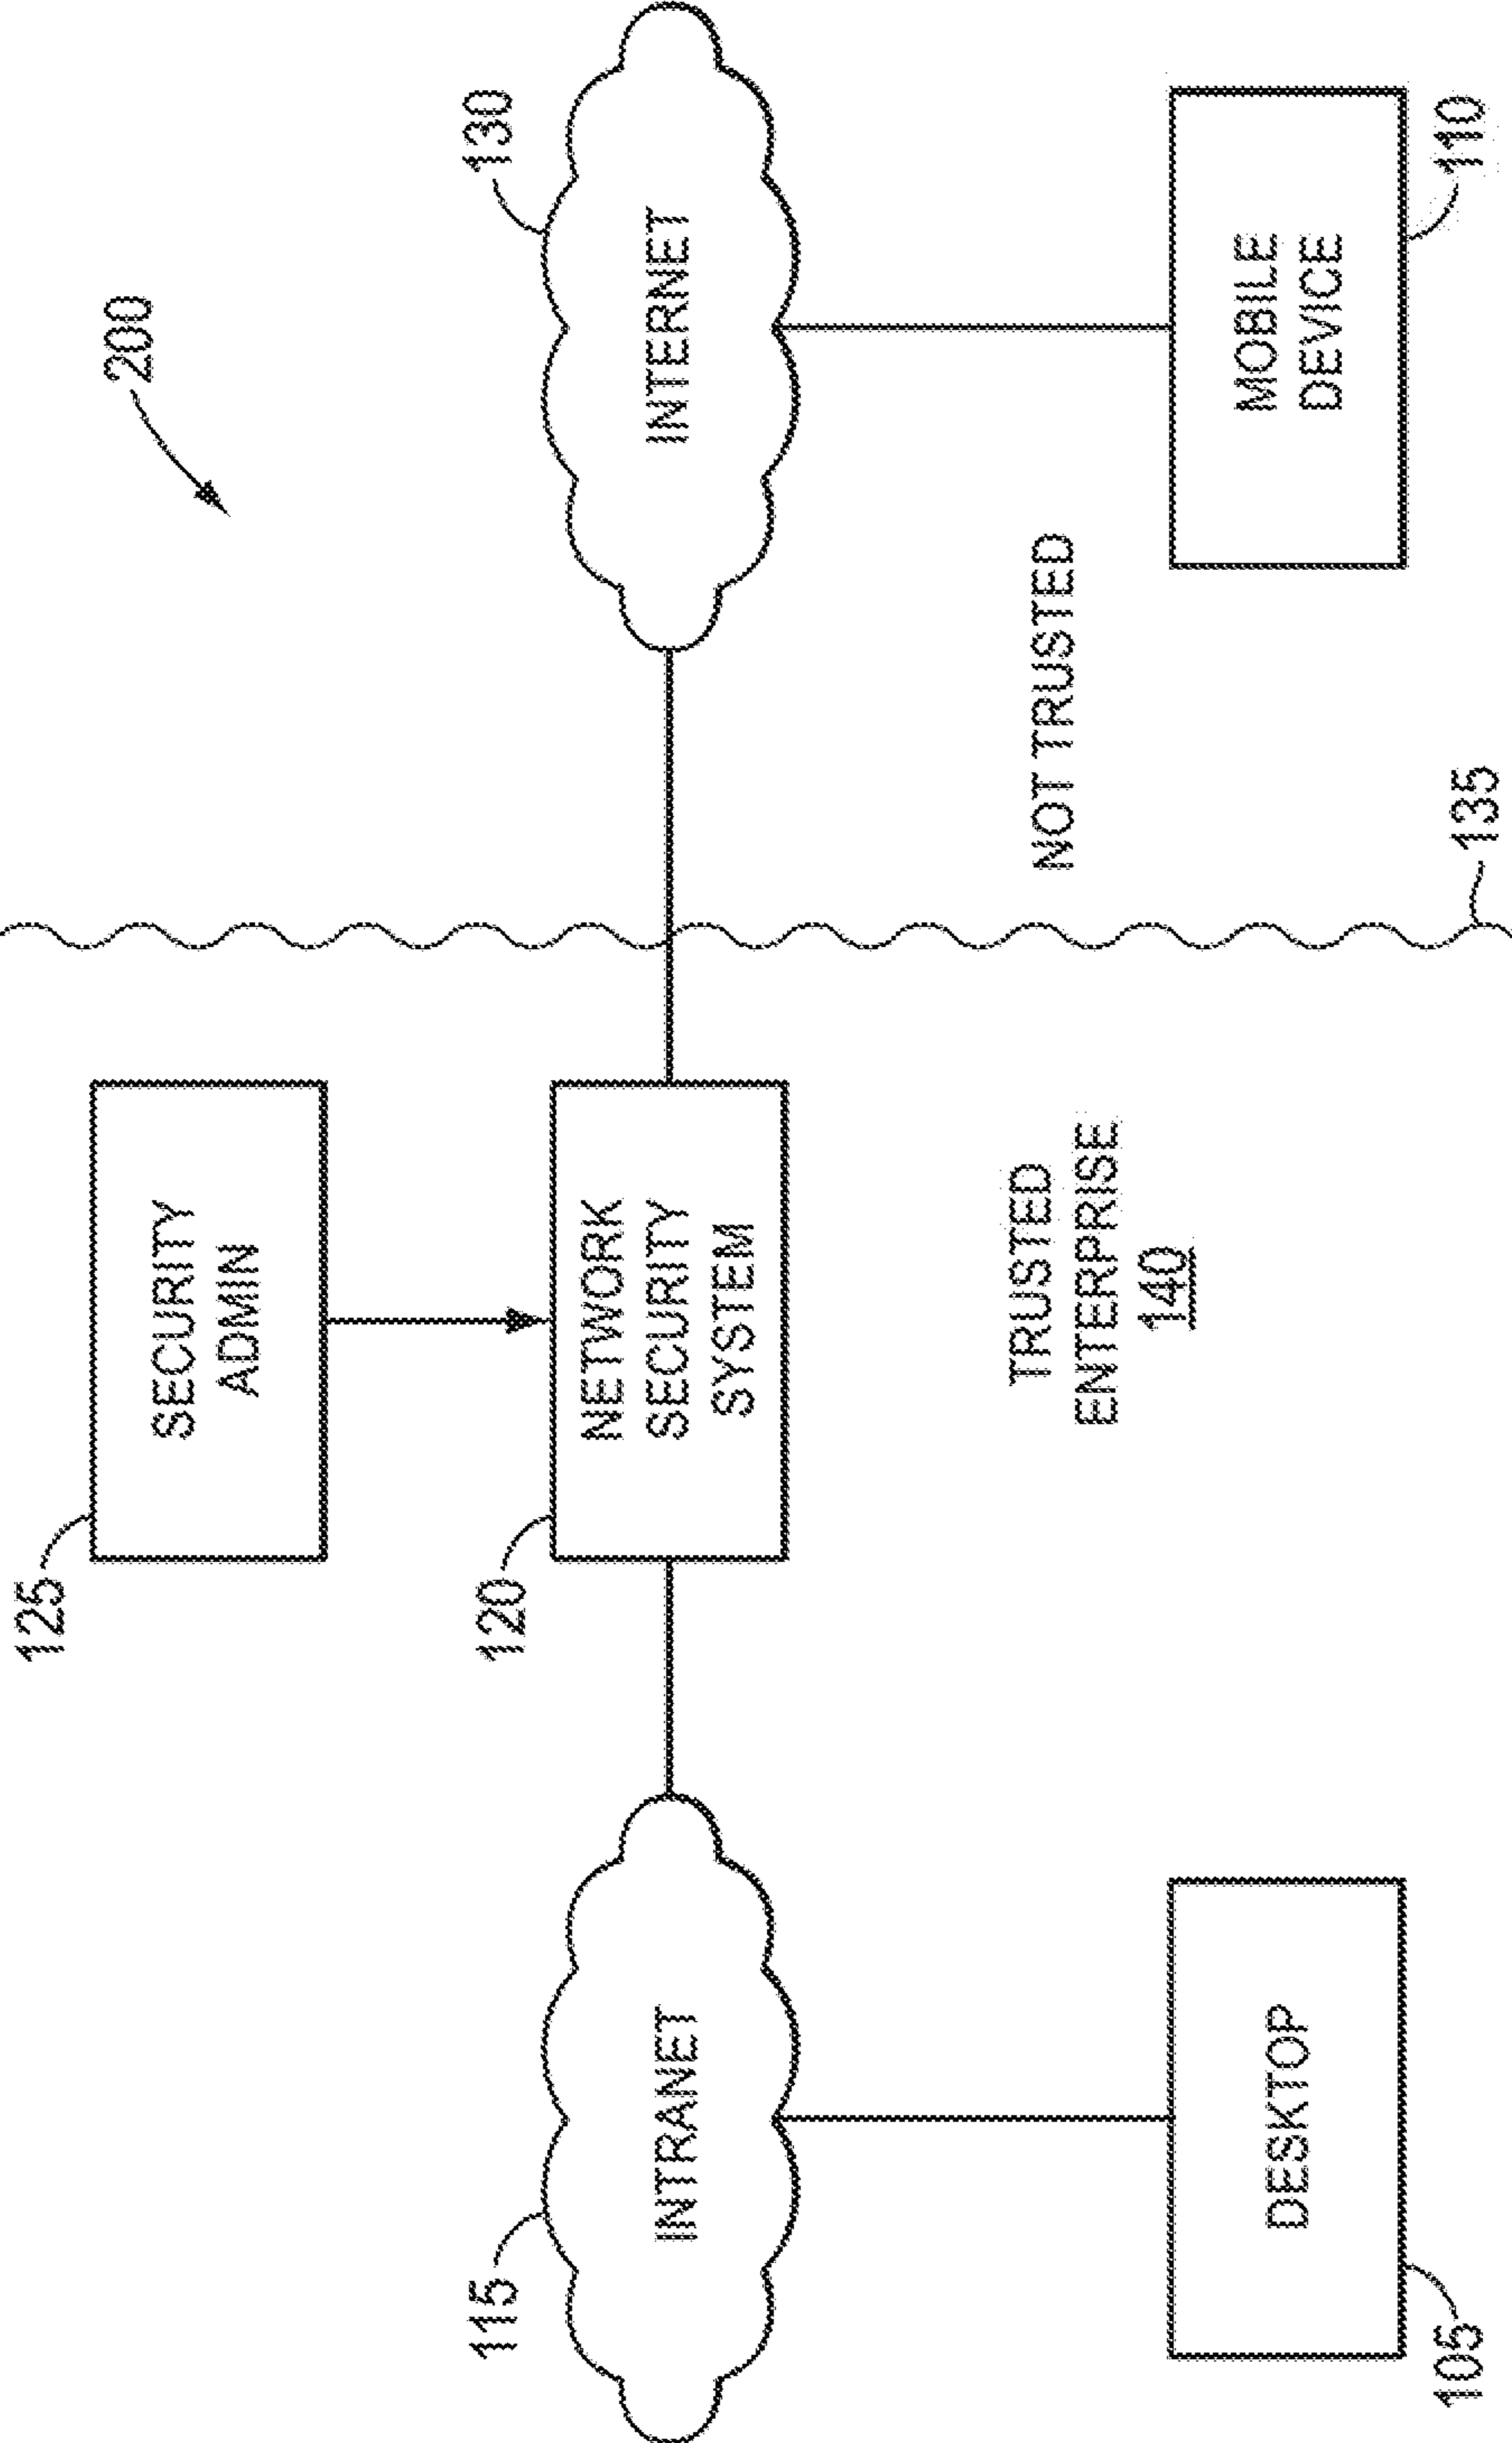 200
125
SECURITY
ADMIN
115
INTRANET
120
NETWORK
SECURITY
SYSTEM
130
INTERNET
TRUSTED
ENTERPRISE
140
NOT TRUSTED
DESKTOP
105
135
MOBILE
DEVICE
110